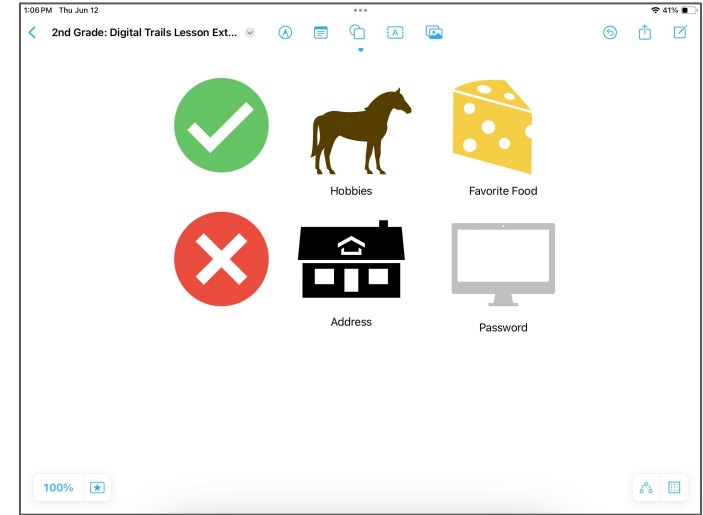 1:06 PM Thu Jun 12
41%
2nd Grade: Digital Trails Lesson Ext...
A
Hobbies
Favorite Food
Address
Password
100%